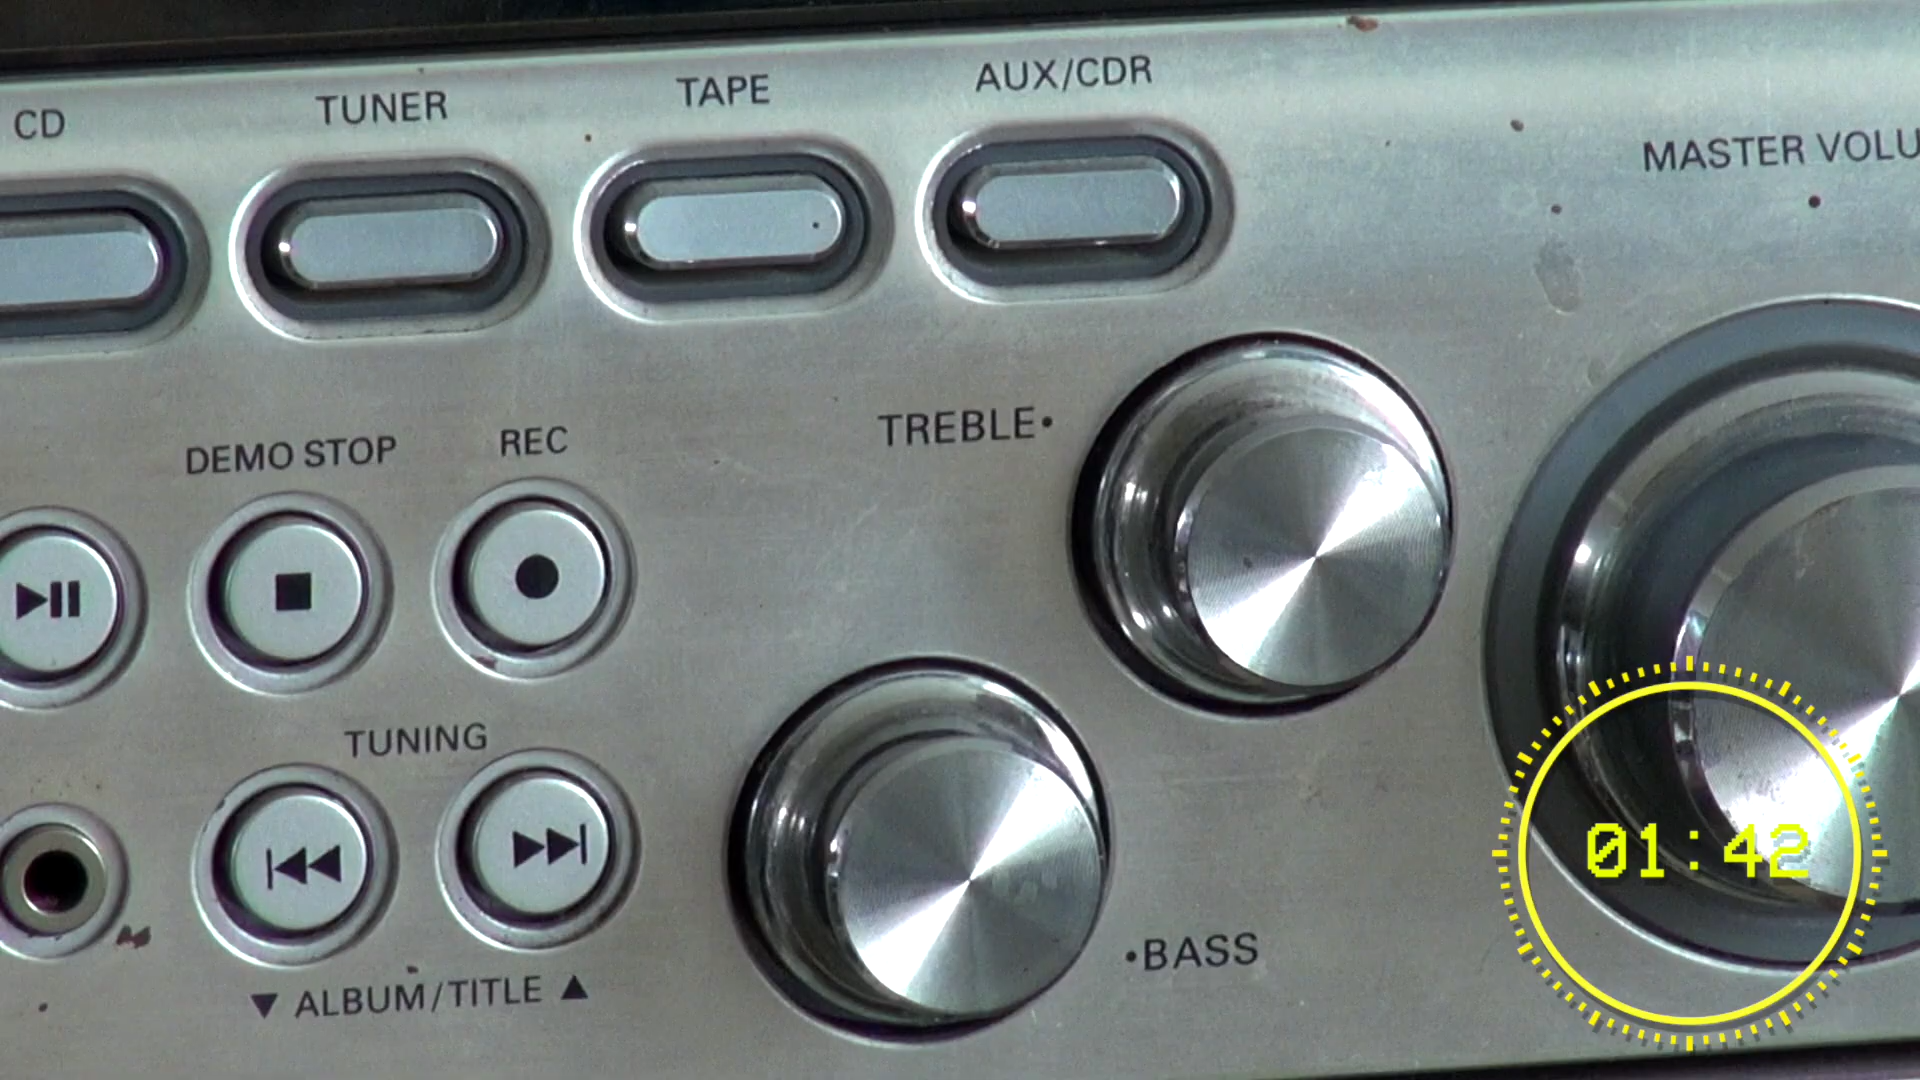 CD
TUNER
TAPE
AUX/CDR
MASTER VOLU
TREBLE
DEMO STOP
REC
TUNING
ALBUM/TITLE
BASS
01:42